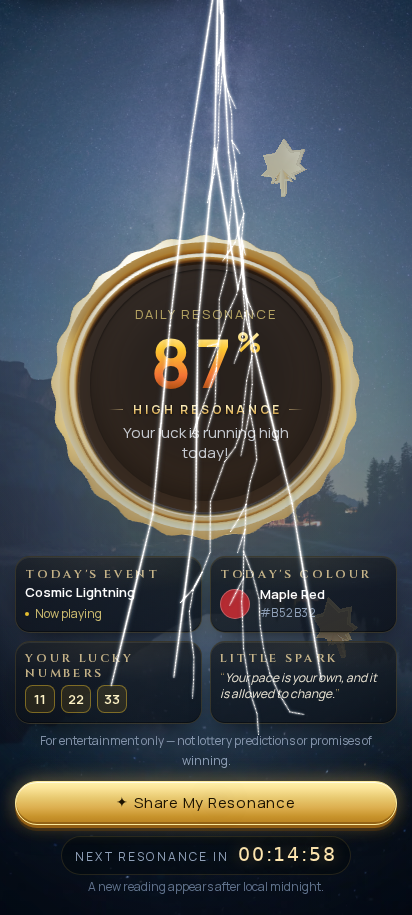 DAILY RESONANCE
87%
HIGH RESONANCE
Your luck is running high
today!
TODAY'S EVENT
Cosmic Lightning
Now playing
TODAY'S COLOUR
Maple Red
#B52B32
YOUR LUCKY
NUMBERS
11 22 33
LITTLE SPARK
"Your pace is your own, and it
is allowed to change."
For entertainment only — not lottery predictions or promises of
winning.
✦ Share My Resonance
NEXT RESONANCE IN 00:14:58
A new reading appears after local midnight.